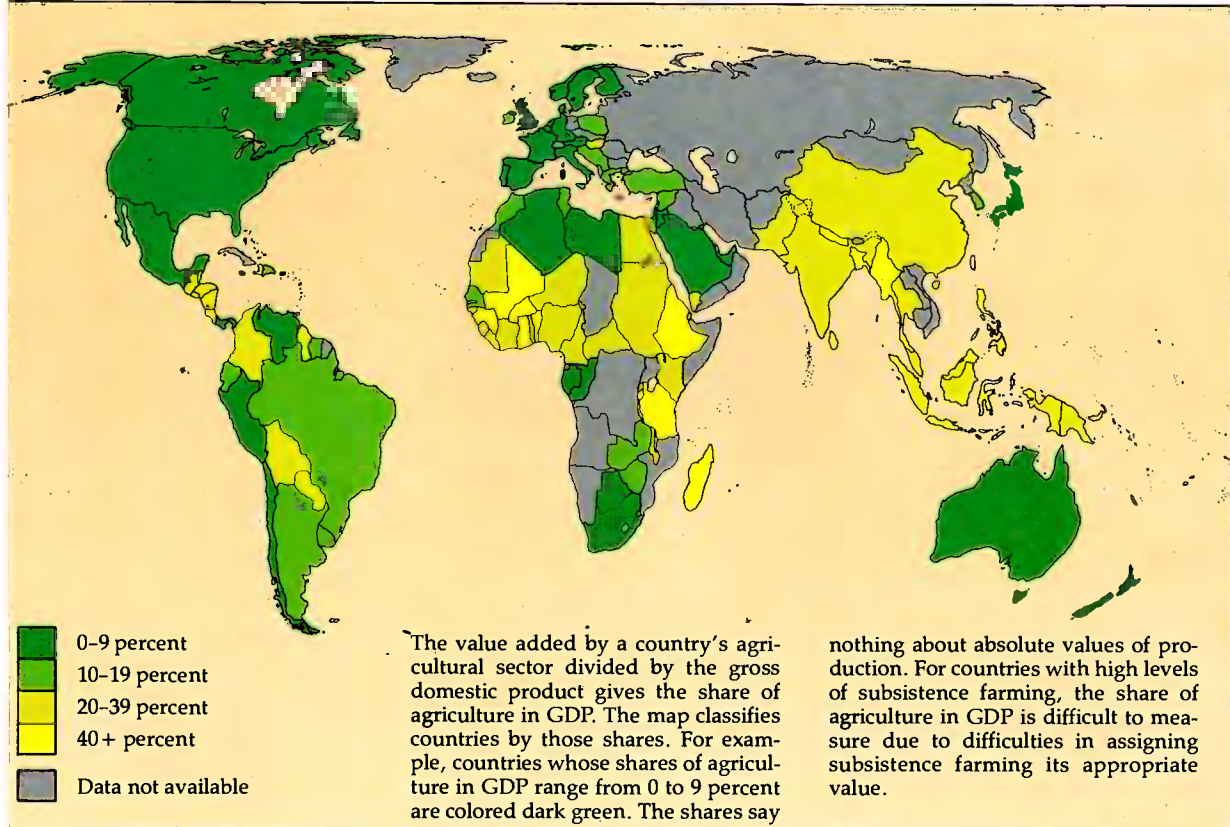 0–9 percent
10–19 percent
20–39 percent
40+ percent
Data not available
The value added by a country's agri-
cultural sector divided by the gross
domestic product gives the share of
agriculture in GDP. The map classifies
countries by those shares. For exam-
ple, countries whose shares of agricul-
ture in GDP range from 0 to 9 percent
are colored dark green. The shares say
nothing about absolute values of pro-
duction. For countries with high levels
of subsistence farming, the share of
agriculture in GDP is difficult to mea-
sure due to difficulties in assigning
subsistence farming its appropriate
value.